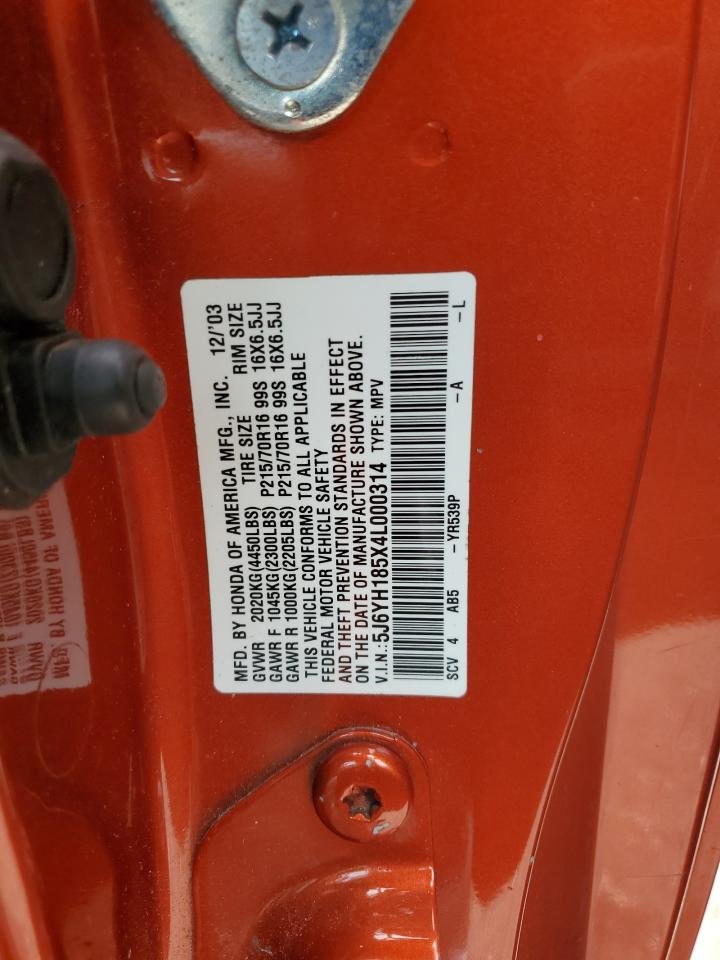 MFD. BY HONDA OF AMERICA MFG., INC. 12/'03
GVWR 2020KG(4450LBS) TIRE SIZE RIM SIZE
GAWR F 1045KG(2300LBS) P215/70R16 99S 16X6.5JJ
GAWR R 1000KG(2205LBS) P215/70R16 99S 16X6.5JJ
THIS VEHICLE CONFORMS TO ALL APPLICABLE
FEDERAL MOTOR VEHICLE SAFETY
AND THEFT PREVENTION STANDARDS IN EFFECT
ON THE DATE OF MANUFACTURE SHOWN ABOVE.
V.I.N.:5J6YH185X4L000314 TYPE: MPV
SCV 4 AB5 -YR539P -A -L